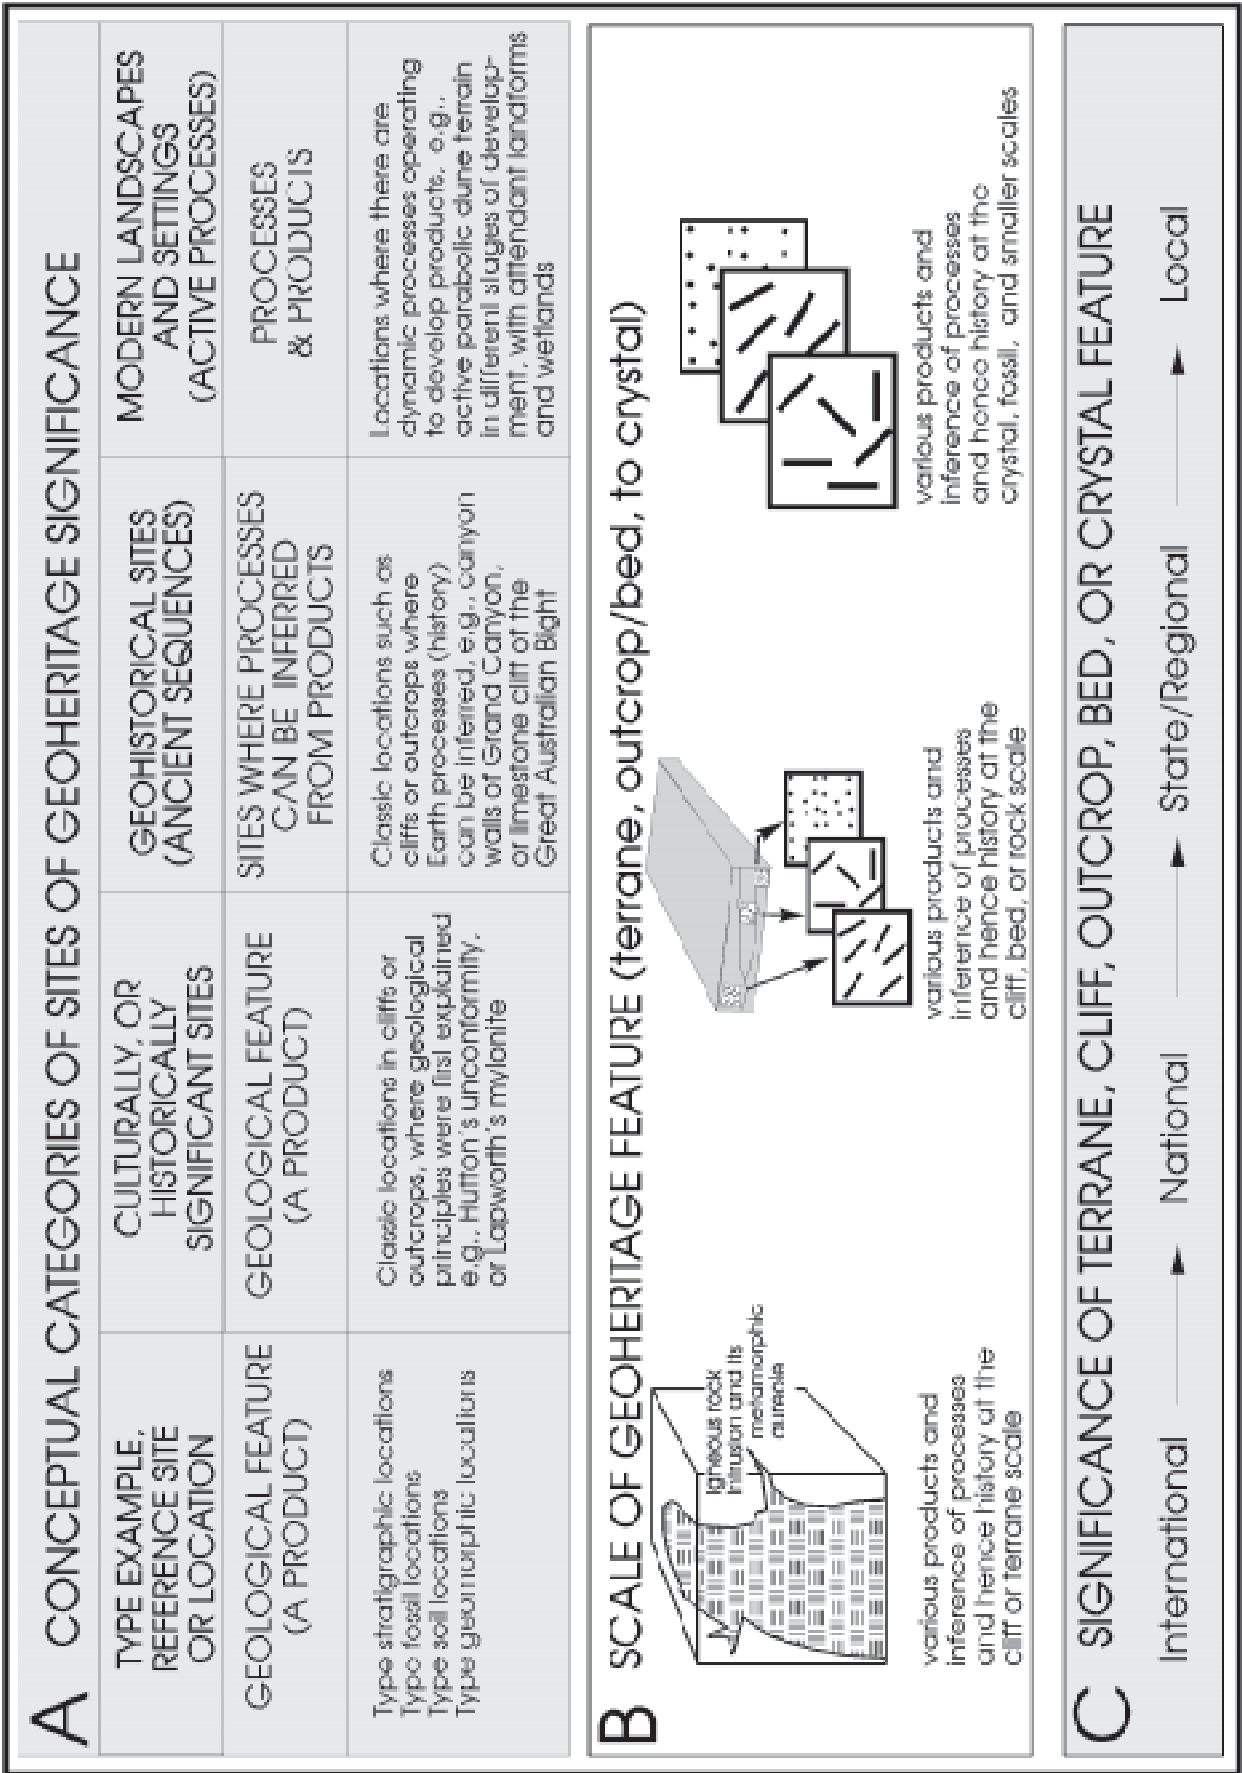 A CONCEPTUAL CATEGORIES OF SITES OF GEOHERITAGE SIGNIFICANCE
TYPE EXAMPLE,
REFERENCE SITE
OR LOCATION
CULTURALLY, OR
HISTORICALLY
SIGNIFICANT SITES
GEOHISTORICAL SITES
(ANCIENT SEQUENCES)
MODERN LANDSCAPES
AND SETTINGS
(ACTIVE PROCESSES)
GEOLOGICAL FEATURE
(A PRODUCT)
GEOLOGICAL FEATURE
(A PRODUCT)
SITES WHERE PROCESSES
CAN BE INFERRED
FROM PRODUCTS
PROCESSES
& PRODUCTS
Type stratigraphic locations
Type fossil locations
Type soil locations
Type geomorphic locations
Classic locations in cliffs or
outcrops, where geological
principles were first explained
e.g., Hutton's unconformity,
or Lapworth's mylonite
Classic locations such as
cliffs or outcrops where
Earth processes (history)
can be inferred, e.g., canyon
walls of Grand Canyon,
or limestone cliff of the
Great Australian Bight
Locations where there are
dynamic processes operating
to develop products, e.g.,
active parabolic dune terrain
in different stages of develop-
ment, with attendant landforms
and wetlands
B SCALE OF GEOHERITAGE FEATURE (terrane, outcrop/bed, to crystal)
igneous rock
intrusion and its
metamorphic
aureole
various products and
inference of processes
and hence history at the
cliff or terrane scale
various products and
inference of processes
and hence history at the
cliff, bed, or rock scale
various products and
inference of processes
and hence history at the
crystal, fossil, and smaller scales
C SIGNIFICANCE OF TERRANE, CLIFF, OUTCROP, BED, OR CRYSTAL FEATURE
International National State/Regional Local